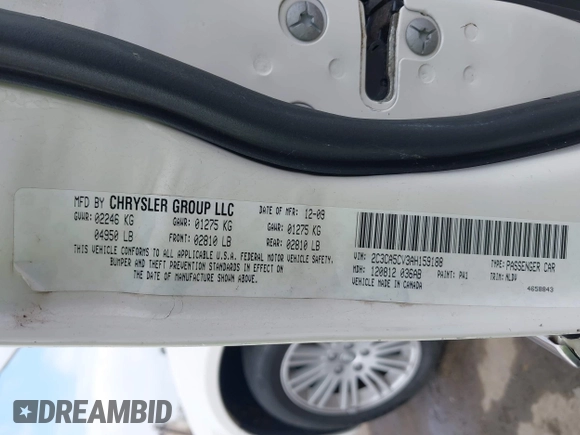 MFD BY CHRYSLER GROUP LLC DATE OF MFR: 12-09
GVWR: 02246 KG GAWR: 01275 KG GAWR: 01275 KG
04950 LB FRONT: 02810 LB REAR: 02810 LB
THIS VEHICLE CONFORMS TO ALL APPLICABLE U.S.A. FEDERAL MOTOR VEHICLE SAFETY,
BUMPER AND THEFT PREVENTION STANDARDS IN EFFECT ON
THE DATE OF MANUFACTURE SHOWN ABOVE.
VIN: 2C3DA5CV3AH159188 TYPE: PASSENGER CAR
MDH: 120812 036AB PAINT: PW1 TRIM: NLDV
VEHICLE MADE IN CANADA 4658843
DREAMBID